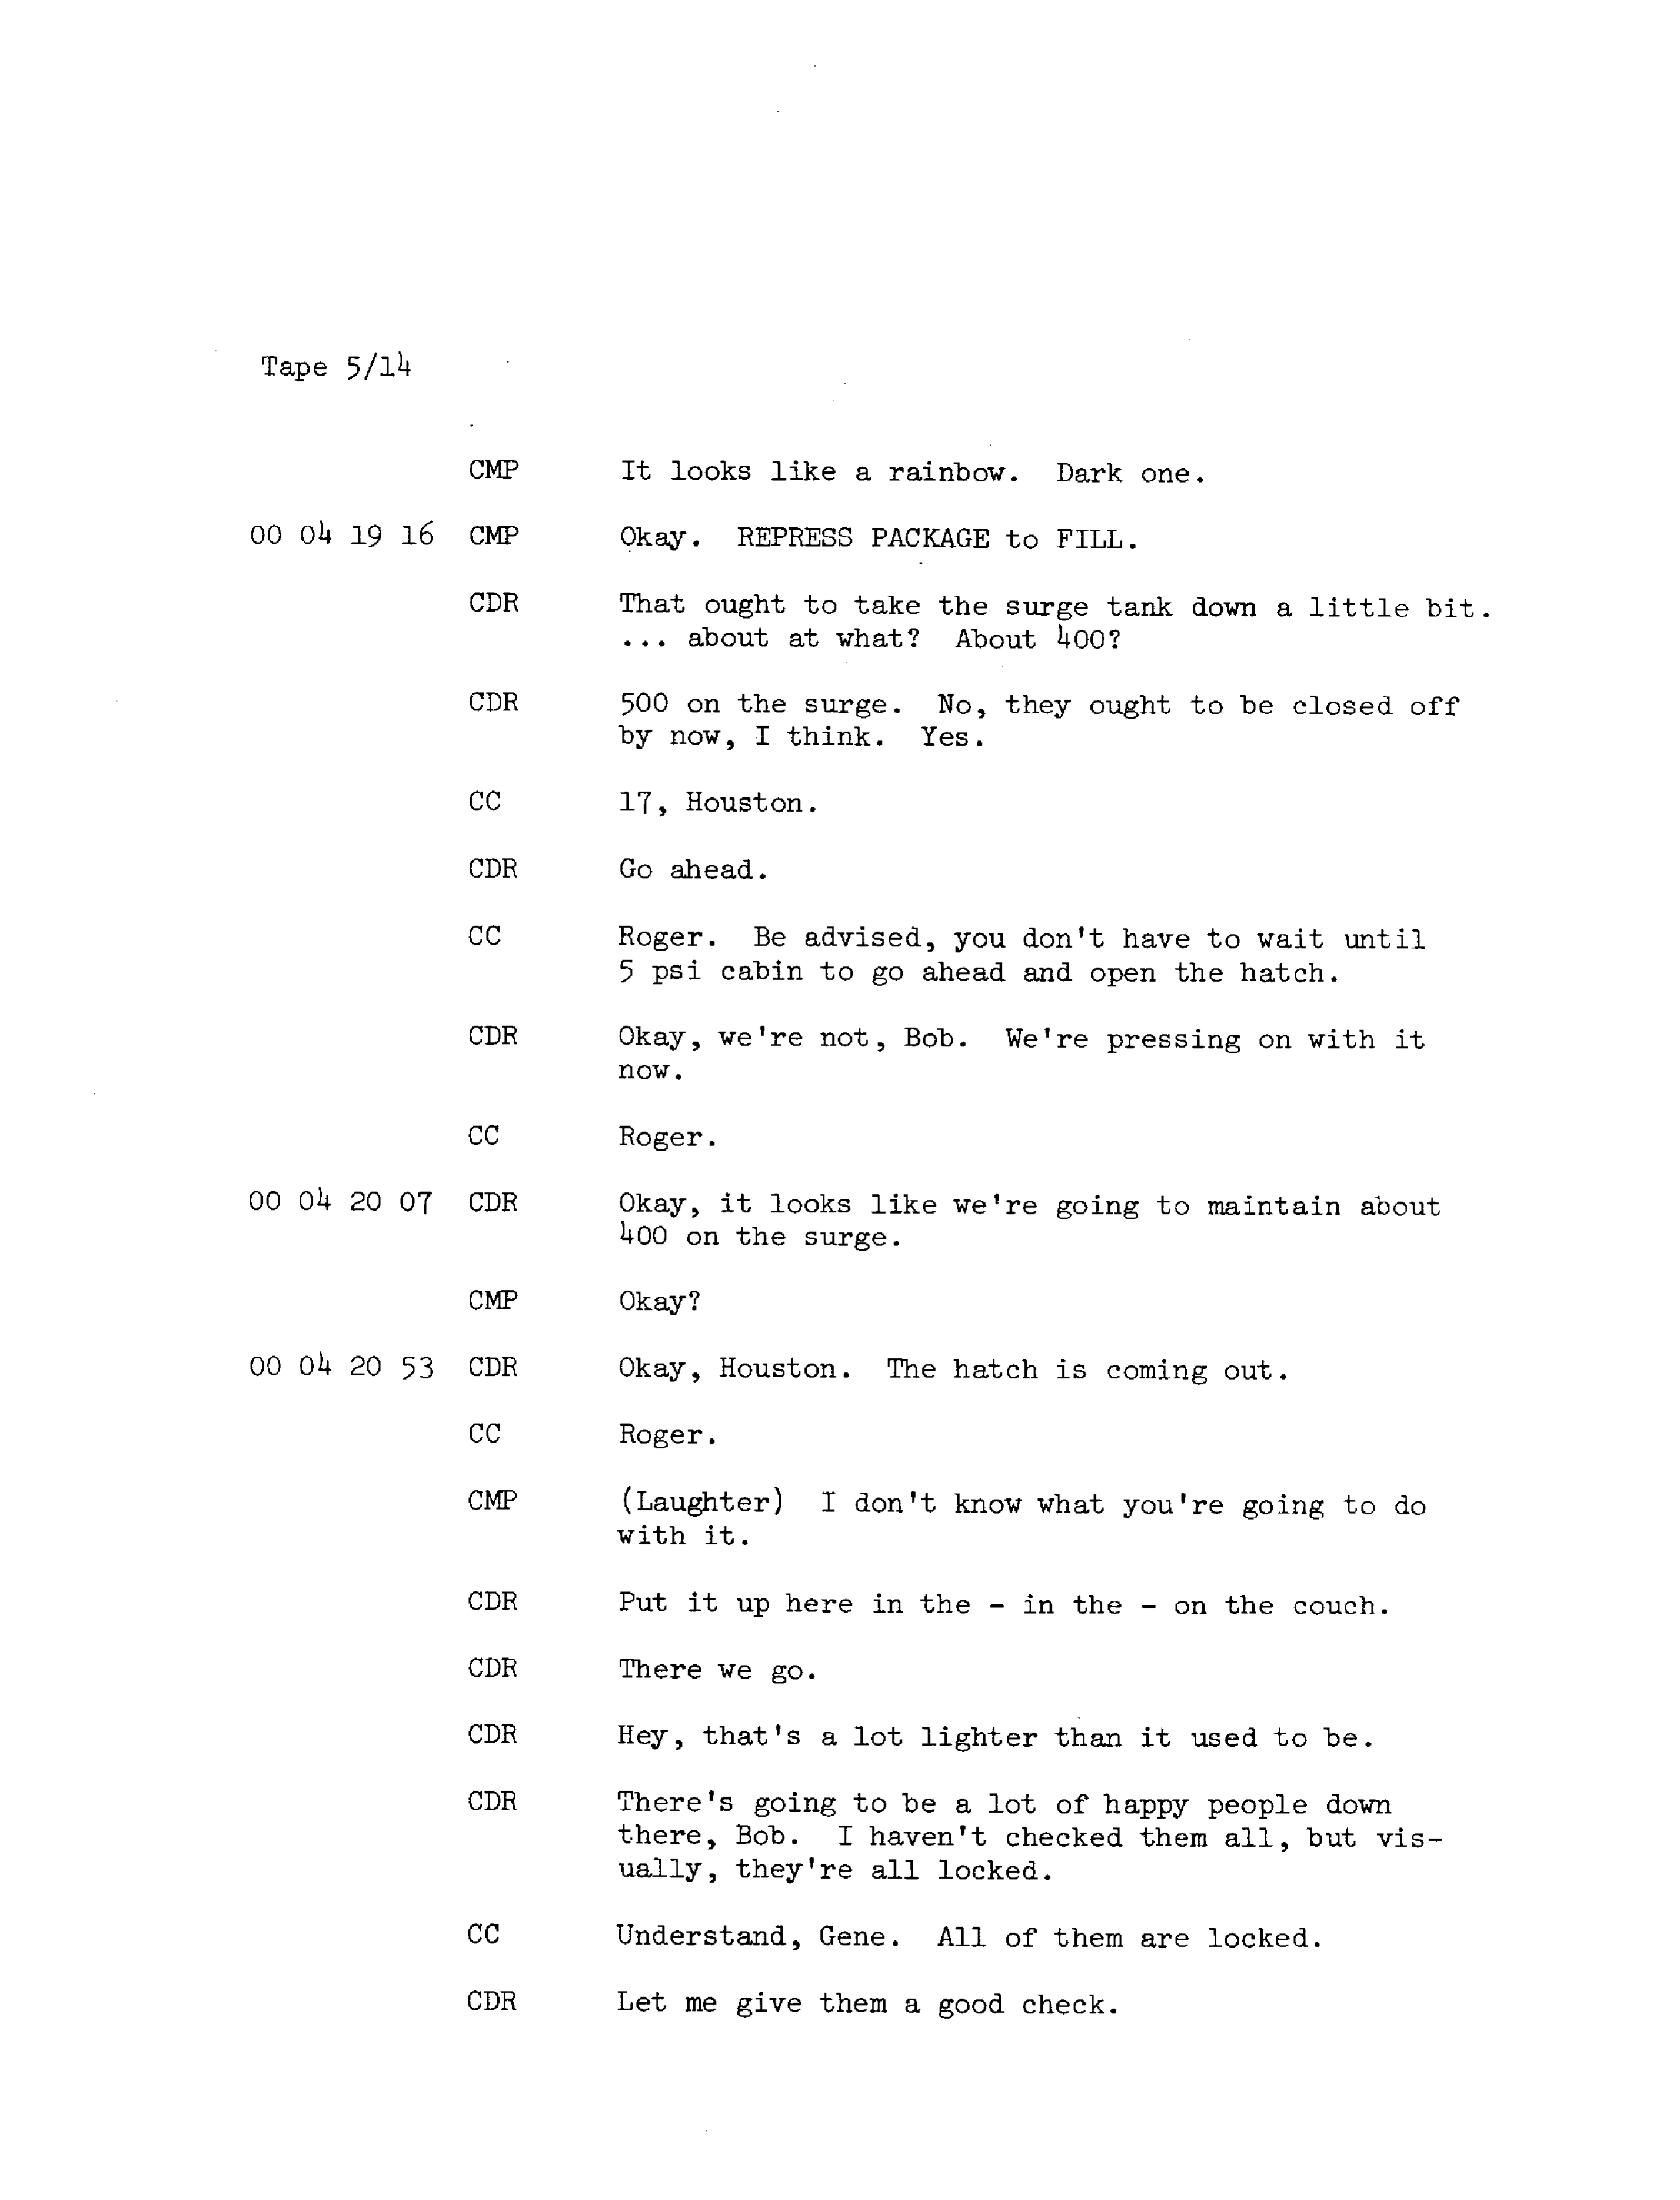 Tape 5/14
CMP It looks like a rainbow. Dark one.
00 04 19 16 CMP Okay. REPRESS PACKAGE to FILL.
CDR That ought to take the surge tank down a little bit.
... about at what? About 400?
CDR 500 on the surge. No, they ought to be closed off
by now, I think. Yes.
CC 17, Houston.
CDR Go ahead.
CC Roger. Be advised, you don't have to wait until
5 psi cabin to go ahead and open the hatch.
CDR Okay, we're not, Bob. We're pressing on with it
now.
CC Roger.
00 04 20 07 CDR Okay, it looks like we're going to maintain about
400 on the surge.
CMP Okay?
00 04 20 53 CDR Okay, Houston. The hatch is coming out.
CC Roger.
CMP (Laughter) I don't know what you're going to do
with it.
CDR Put it up here in the - in the - on the couch.
CDR There we go.
CDR Hey, that's a lot lighter than it used to be.
CDR There's going to be a lot of happy people down
there, Bob. I haven't checked them all, but vis-
ually, they're all locked.
CC Understand, Gene. All of them are locked.
CDR Let me give them a good check.